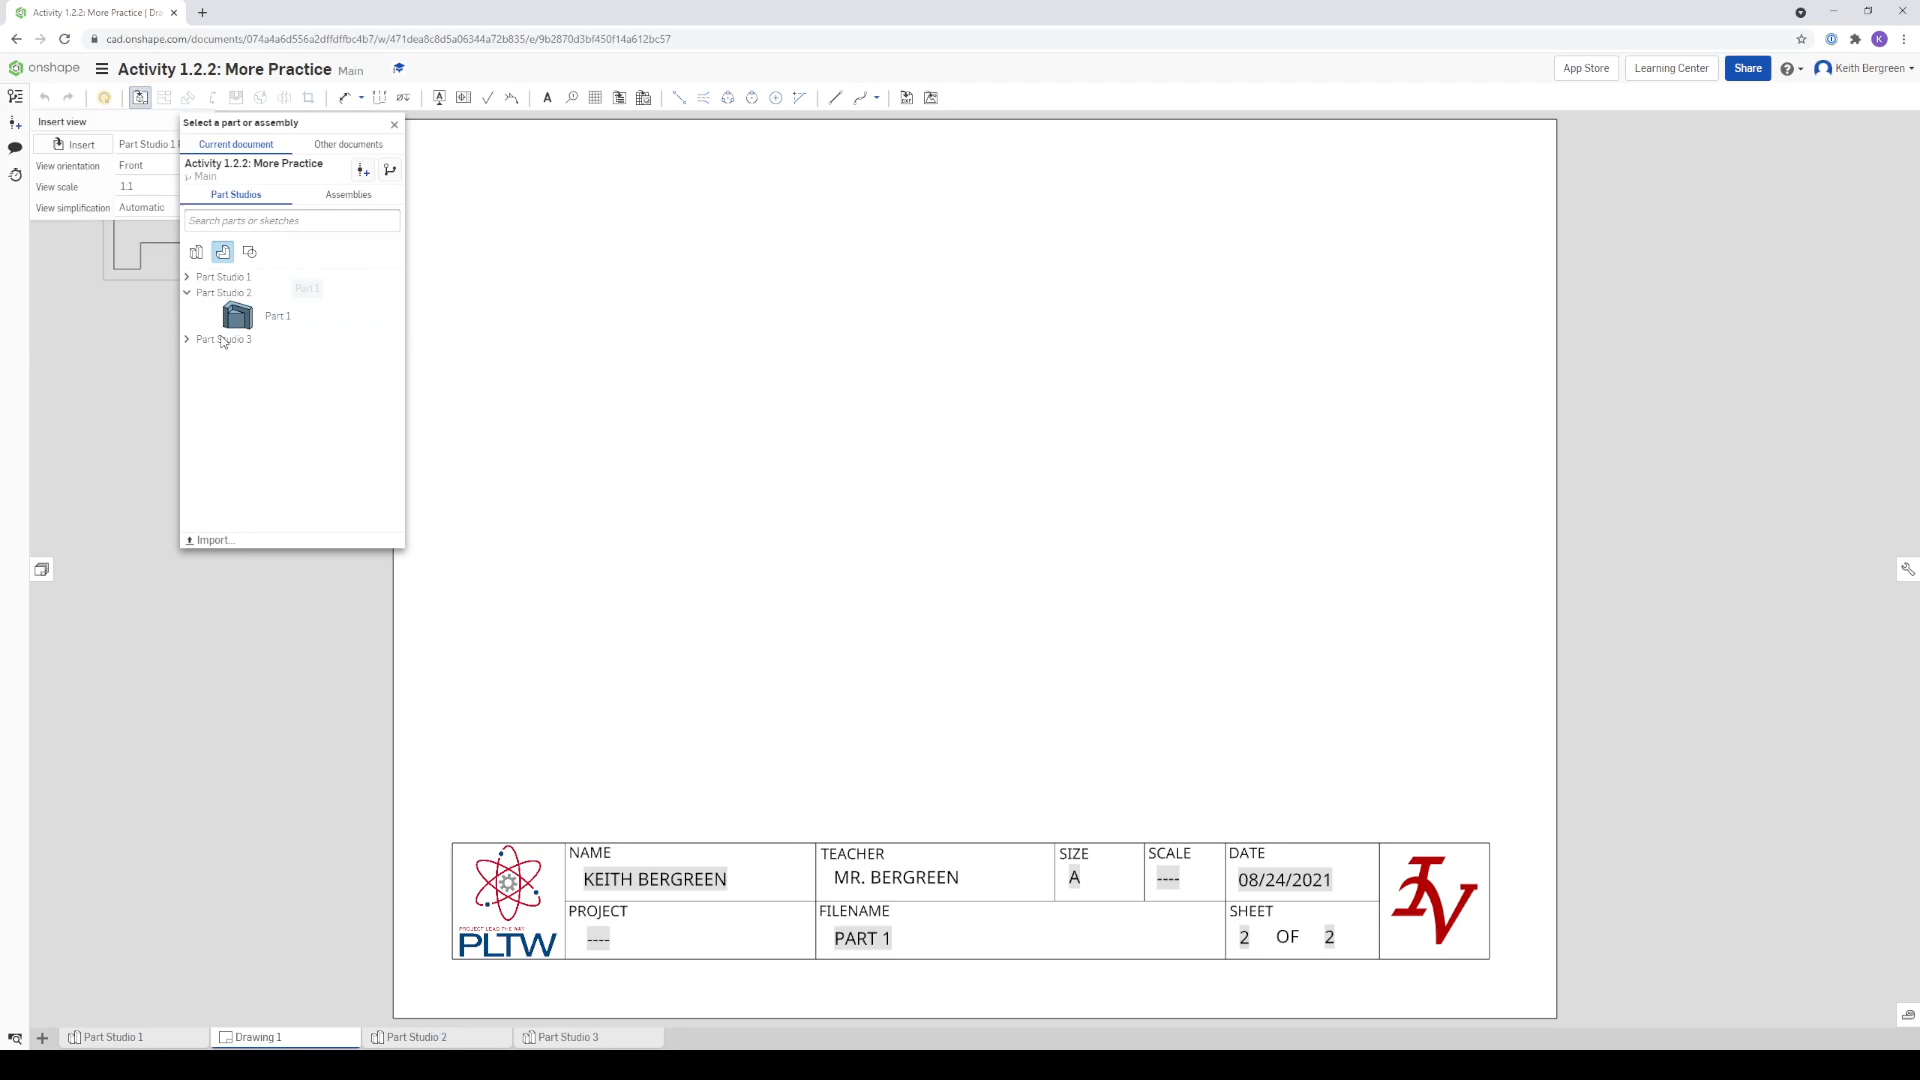 Activity 1.2.2: More Practice | Dra
cad.onshape.com/documents/074a4a6d556a2dffdffbc4b7/w/471dea8c8d5a06344a72b835/e/9b2870d3bf450f14a612bc57
K
onshape
Activity 1.2.2: More Practice Main
App Store
Learning Center
Share
Keith Bergreen
Insert view
Insert
Part Studio 1
View orientation
Front
View scale
1:1
View simplification
Automatic
Select a part or assembly
Current document
Other documents
Activity 1.2.2: More Practice
Main
Part Studios
Assemblies
Search parts or sketches
Part Studio 1
Part Studio 2
Part 1
Part 1
Part Studio 3
Import...
NAME
KEITH BERGREEN
TEACHER
MR. BERGREEN
SIZE
A
SCALE
----
DATE
08/24/2021
PROJECT LEAD THE WAY
PLTW
PROJECT
----
FILENAME
PART 1
SHEET
2 OF 2
IV
Part Studio 1
Drawing 1
Part Studio 2
Part Studio 3